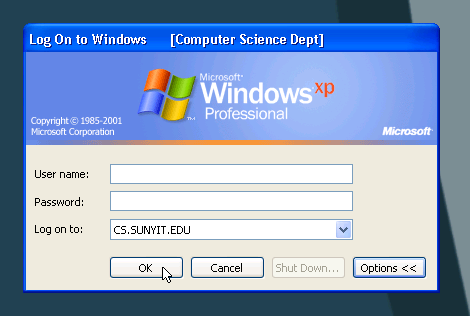 Log On to Windows [Computer Science Dept]
Microsoft®
Windows xp
Professional
Copyright © 1985-2001
Microsoft Corporation
Microsoft
User name:
Password:
Log on to: CS.SUNYIT.EDU
OK Cancel Shut Down... Options <<